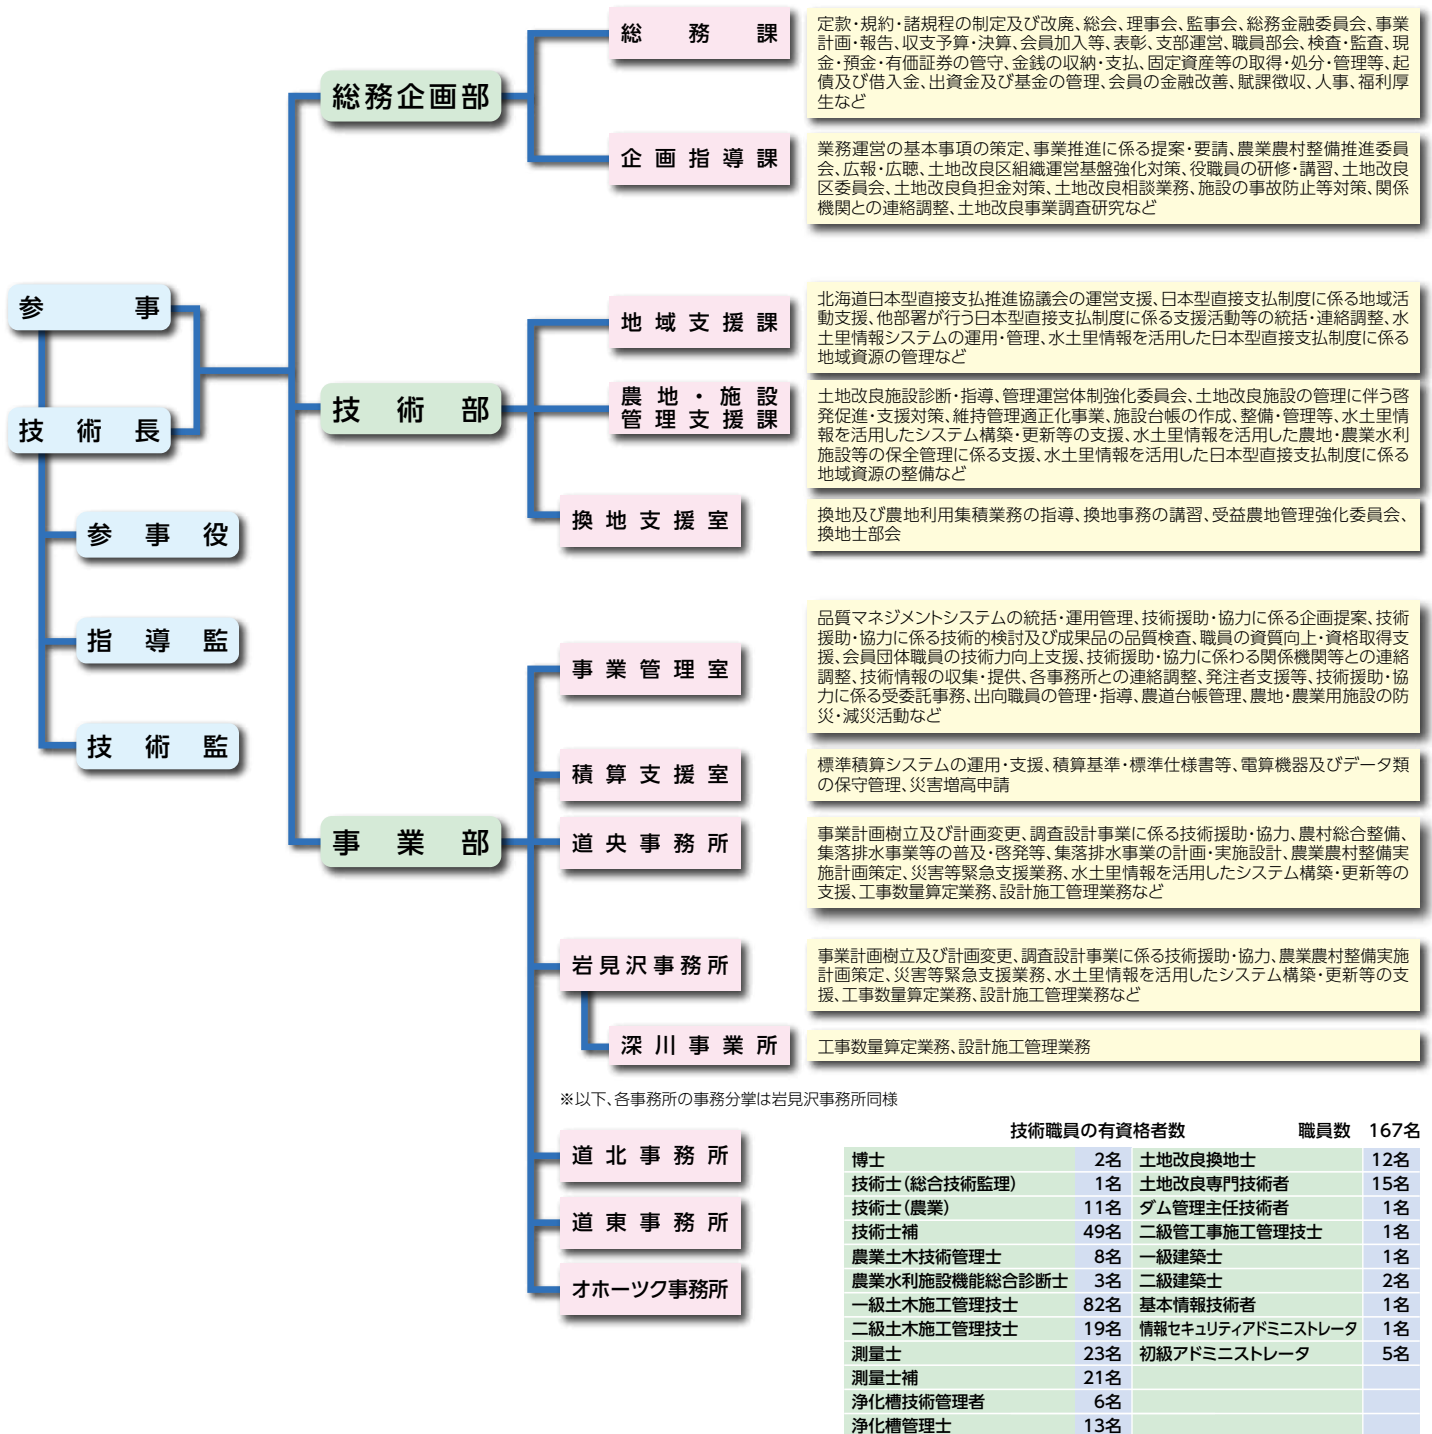 総務課
定款・規約・諸規程の制定及び改廃、総会、理事会、監事会、総務金融委員会、事業
計画・報告、収支予算・決算、会員加入等、表彰、支部運営、職員部会、検査・監査、現
金・預金・有価証券の管守、金銭の収納・支払、固定資産等の取得・処分・管理等、起
債及び借入金、出資金及び基金の管理、会員の金融改善、賦課徴収、人事、福利厚
生など
総務企画部
企画指導課
業務運営の基本事項の策定、事業推進に係る提案・要請、農業農村整備推進委員
会、広報・広聴、土地改良区組織運営基盤強化対策、役職員の研修・講習、土地改良
区委員会、土地改良負担金対策、土地改良相談業務、施設の事故防止等対策、関係
機関との連絡調整、土地改良事業調査研究など
参事
技術長
参事役
指導監
技術監
地域支援課
北海道日本型直接支払推進協議会の運営支援、日本型直接支払制度に係る地域活
動支援、他部署が行う日本型直接支払制度に係る支援活動等の統括・連絡調整、水
土里情報システムの運用・管理、水土里情報を活用した日本型直接支払制度に係る
地域資源の管理など
技術部
農地・施設
管理支援課
土地改良施設診断・指導、管理運営体制強化委員会、土地改良施設の管理に伴う啓
発促進・支援対策、維持管理適正化事業、施設台帳の作成、整備・管理等、水土里情
報を活用したシステム構築・更新等の支援、水土里情報を活用した農地・農業水利
施設等の保全管理に係る支援、水土里情報を活用した日本型直接支払制度に係る
地域資源の整備など
換地支援室
換地及び農地利用集積業務の指導、換地事務の講習、受益農地管理強化委員会、
換地士部会
事業管理室
品質マネジメントシステムの統括・運用管理、技術援助・協力に係る企画提案、技術
援助・協力に係る技術的検討及び成果品の品質検査、職員の資質向上・資格取得支
援、会員団体職員の技術力向上支援、技術援助・協力に係わる関係機関等との連絡
調整、技術情報の収集・提供、各事務所との連絡調整、発注者支援等、技術援助・協
力に係る受委託事務、出向職員の管理・指導、農道台帳管理、農地・農業用施設の防
災・減災活動など
積算支援室
標準積算システムの運用・支援、積算基準・標準仕様書等、電算機器及びデータ類
の保守管理、災害増高申請
事業部
道央事務所
事業計画樹立及び計画変更、調査設計事業に係る技術援助・協力、農村総合整備、
集落排水事業等の普及・啓発等、集落排水事業の計画・実施設計、農業農村整備実
施計画策定、災害等緊急支援業務、水土里情報を活用したシステム構築・更新等の
支援、工事数量算定業務、設計施工管理業務など
岩見沢事務所
事業計画樹立及び計画変更、調査設計事業に係る技術援助・協力、農業農村整備実施
計画策定、災害等緊急支援業務、水土里情報を活用したシステム構築・更新等の支
援、工事数量算定業務、設計施工管理業務など
深川事業所
工事数量算定業務、設計施工管理業務
※以下、各事務所の事務分掌は岩見沢事務所同様
道北事務所
道東事務所
オホーツク事務所
技術職員の有資格者数 職員数 167名
博士 2名 土地改良換地士 12名
技術士（総合技術監理） 1名 土地改良専門技術者 15名
技術士（農業） 11名 ダム管理主任技術者 1名
技術士補 49名 二級管工事施工管理技士 1名
農業土木技術管理士 8名 一級建築士 1名
農業水利施設機能総合診断士 3名 二級建築士 2名
一級土木施工管理技士 82名 基本情報技術者 1名
二級土木施工管理技士 19名 情報セキュリティアドミニストレータ 1名
測量士 23名 初級アドミニストレータ 5名
測量士補 21名
浄化槽技術管理者 6名
浄化槽管理士 13名